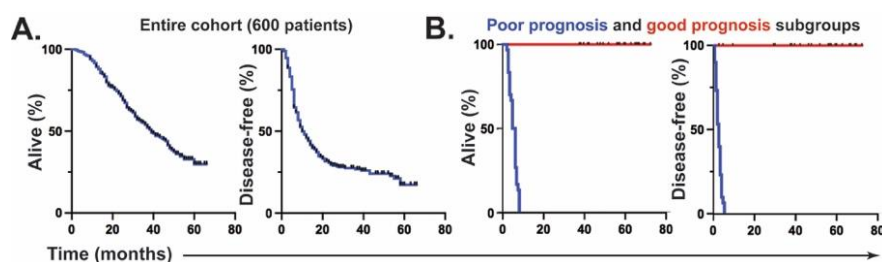 A.
Entire cohort (600 patients)
B.
Poor prognosis and good prognosis subgroups
Alive (%)
100
50
0
0 20 40 60 80
Disease-free (%)
100
50
0
0 20 40 60 80
Alive (%)
100
50
0
0 20 40 60 80
Disease-free (%)
100
50
0
0 20 40 60 80
Time (months)